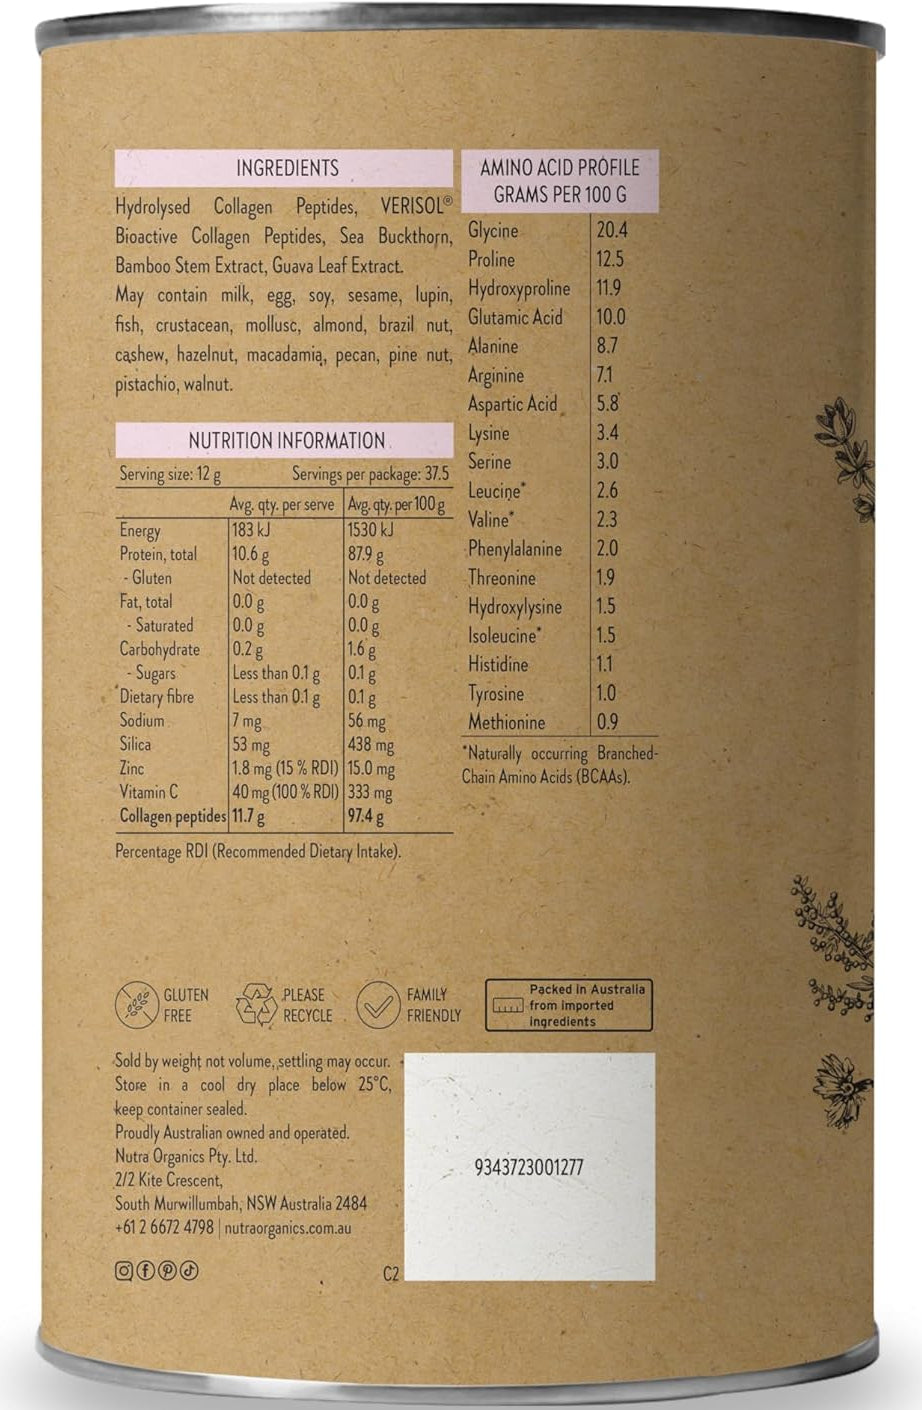 INGREDIENTS
Hydrolysed Collagen Peptides, VERISOL®
Bioactive Collagen Peptides, Sea Buckthorn,
Bamboo Stem Extract, Guava Leaf Extract.
May contain milk, egg, soy, sesame, lupin,
fish, crustacean, mollusc, almond, brazil nut,
cashew, hazelnut, macadamia, pecan, pine nut,
pistachio, walnut.
NUTRITION INFORMATION
Serving size: 12 g Servings per package: 37.5
Avg. qty. per serve Avg. qty. per 100 g
Energy 183 kJ 1530 kJ
Protein, total 10.6 g 87.9 g
- Gluten Not detected Not detected
Fat, total 0.0 g 0.0 g
- Saturated 0.0 g 0.0 g
Carbohydrate 0.2 g 1.6 g
- Sugars Less than 0.1 g 0.1 g
Dietary fibre Less than 0.1 g 0.1 g
Sodium 7 mg 56 mg
Silica 53 mg 438 mg
Zinc 1.8 mg (15 % RDI) 15.0 mg
Vitamin C 40 mg (100 % RDI) 333 mg
Collagen peptides 11.7 g 97.4 g
Percentage RDI (Recommended Dietary Intake).
AMINO ACID PROFILE
GRAMS PER 100 G
Glycine 20.4
Proline 12.5
Hydroxyproline 11.9
Glutamic Acid 10.0
Alanine 8.7
Arginine 7.1
Aspartic Acid 5.8
Lysine 3.4
Serine 3.0
Leucine* 2.6
Valine* 2.3
Phenylalanine 2.0
Threonine 1.9
Hydroxylysine 1.5
Isoleucine* 1.5
Histidine 1.1
Tyrosine 1.0
Methionine 0.9
*Naturally occurring Branched-
Chain Amino Acids (BCAAs).
GLUTEN
FREE
PLEASE
RECYCLE
FAMILY
FRIENDLY
Packed in Australia
from imported
ingredients
Sold by weight not volume, settling may occur.
Store in a cool dry place below 25°C,
keep container sealed.
Proudly Australian owned and operated.
Nutra Organics Pty. Ltd.
2/2 Kite Crescent,
South Murwillumbah, NSW Australia 2484
+61 2 6672 4798 | nutraorganics.com.au
C2
9343723001277